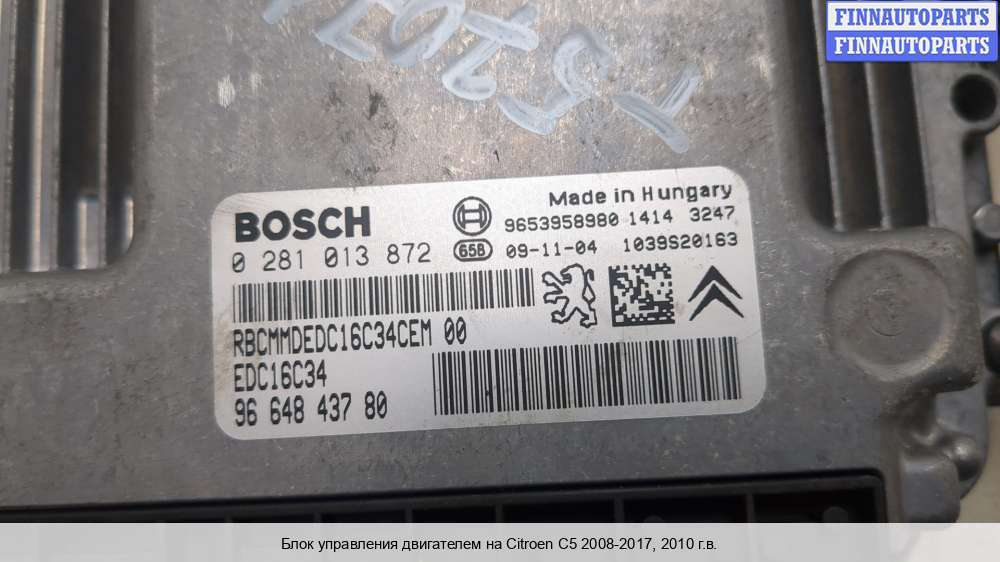 FINNAUTOPARTS
FINNAUTOPARTS
BOSCH
Made in Hungary
9653958980 1414 3247
0 281 013 872
65B 09-11-04 1039S20163
RBCMMDEDC16C34CEM 00
EDC16C34
96 648 437 80
Блок управления двигателем на Citroen C5 2008-2017, 2010 г.в.